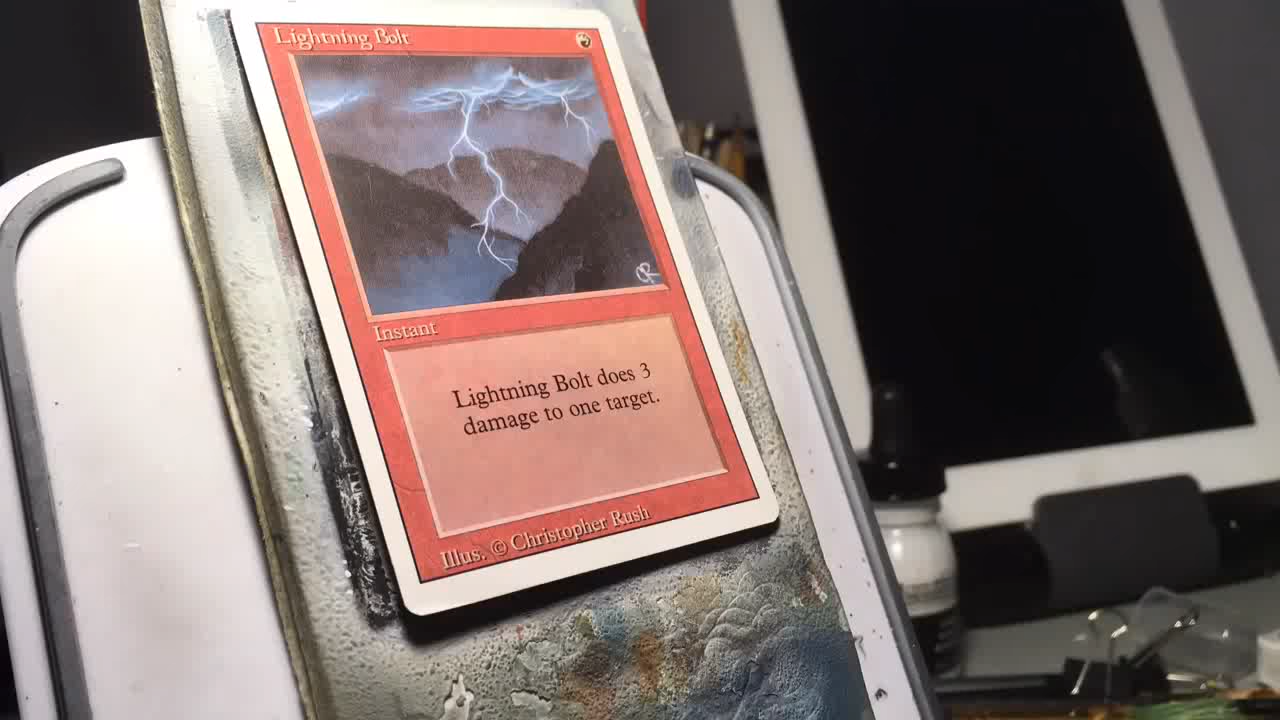 Lightning Bolt
Instant
Lightning Bolt does 3
damage to one target.
Illus. © Christopher Rush